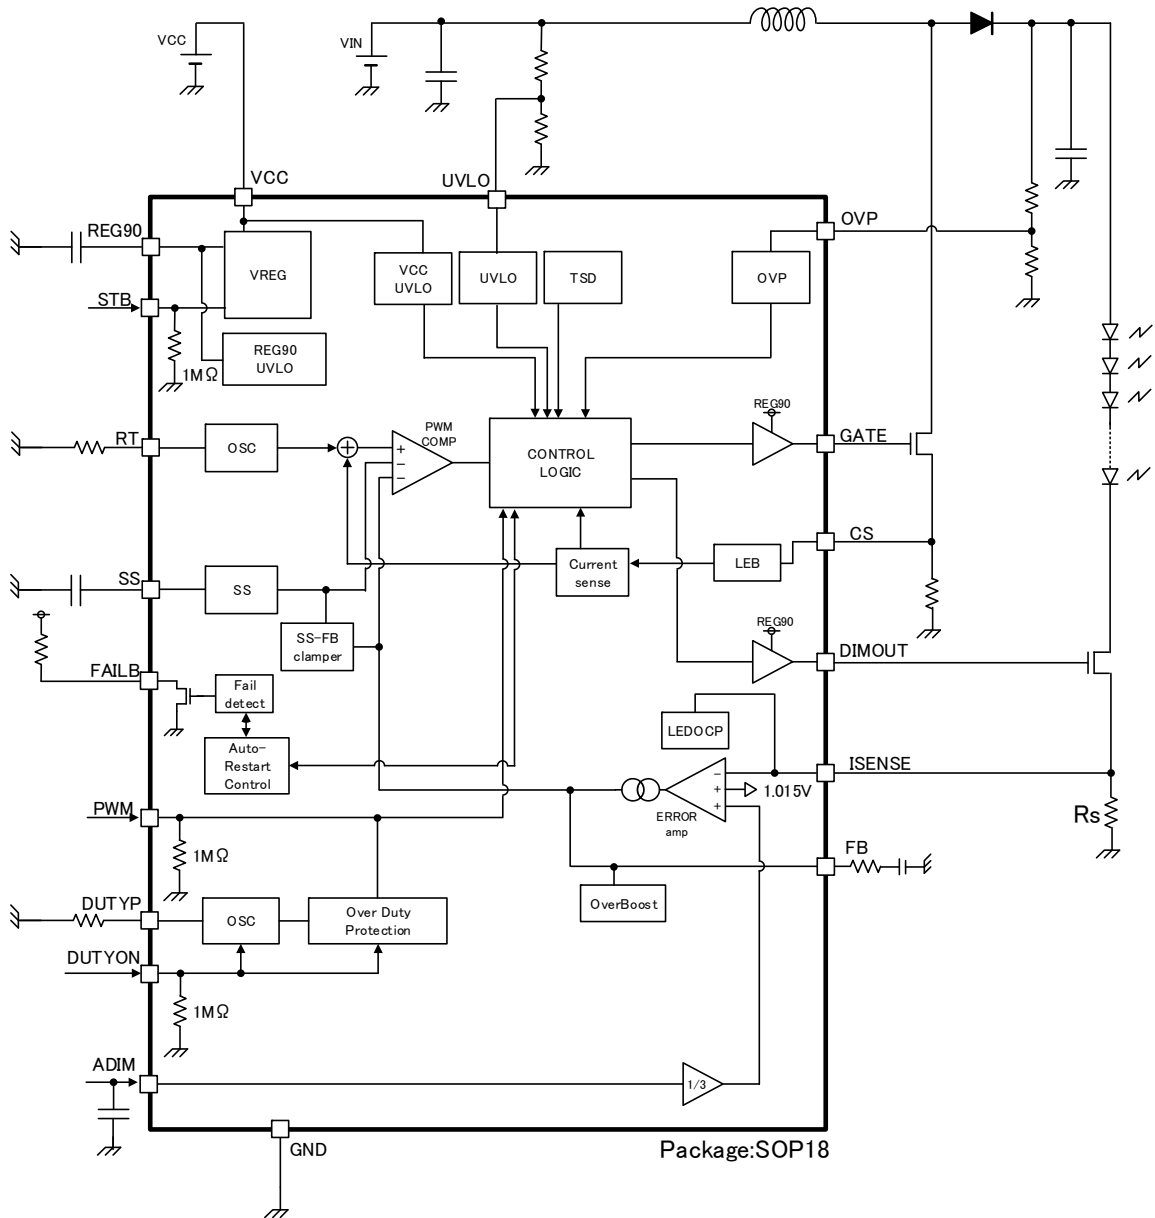 VCC
VIN
VCC
UVLO
REG90
OVP
VREG
VCC
UVLO
UVLO
TSD
OVP
STB
1MΩ
REG90
UVLO
REG90
RT
OSC
PWM
COMP
CONTROL
LOGIC
GATE
CS
SS
SS
Current
sense
LEB
SS-FB
clamper
REG90
DIMOUT
FAILB
Fail
detect
LEDOCP
Auto-
Restart
Control
ISENSE
1.015V
PWM
ERROR
amp
Rs
1MΩ
FB
OverBoost
DUTYP
OSC
Over Duty
Protection
DUTYON
1MΩ
ADIM
1/3
GND
Package:SOP18